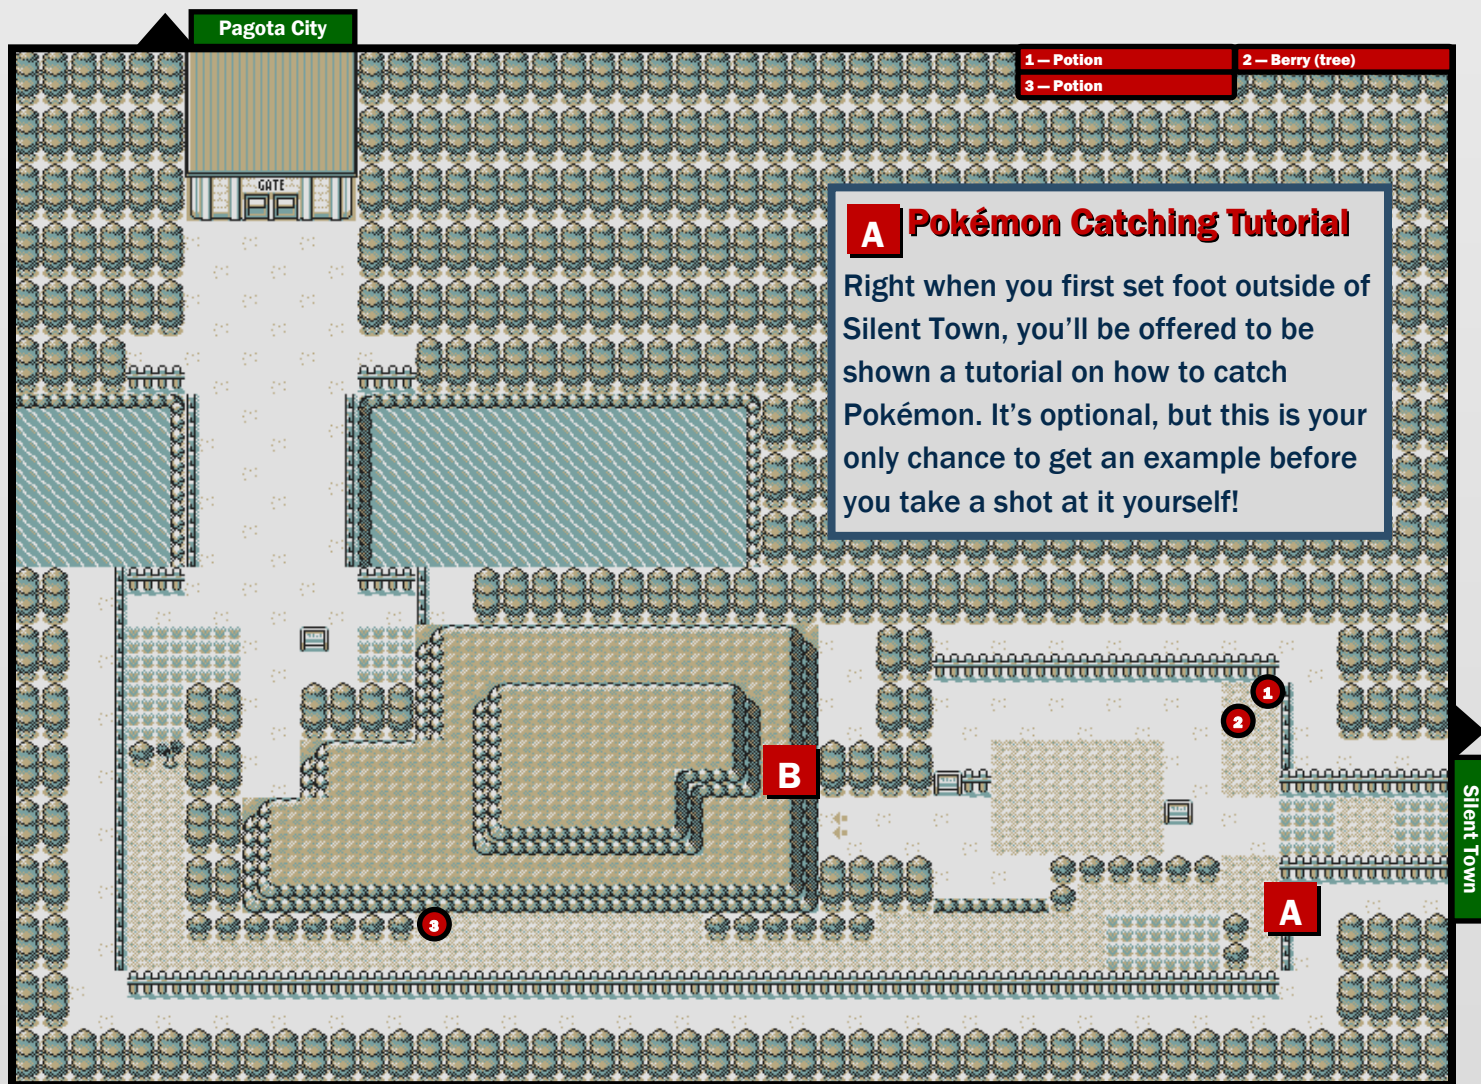 Pagota City
1 — Potion
2 — Berry (tree)
3 — Potion
GATE
A Pokémon Catching Tutorial
Right when you first set foot outside of
Silent Town, you'll be offered to be
shown a tutorial on how to catch
Pokémon. It's optional, but this is your
only chance to get an example before
you take a shot at it yourself!
1
2
B
Silent Town
A
3